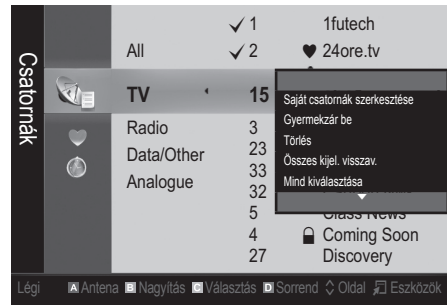 Csatornák
✓ 1 1futech
All ✓ 2 24ore.tv
TV 15
Radio 3
Data/Other 23
Analogue 33
32
5 Class News
4 Coming Soon
27 Discovery
Saját csatornák szerkesztése
Gyermekzár be
Törlés
Összes kijel. visszav.
Mind kiválasztása
Légi A Antena B Nagyítás C Választás D Sorrend Oldal Eszközök